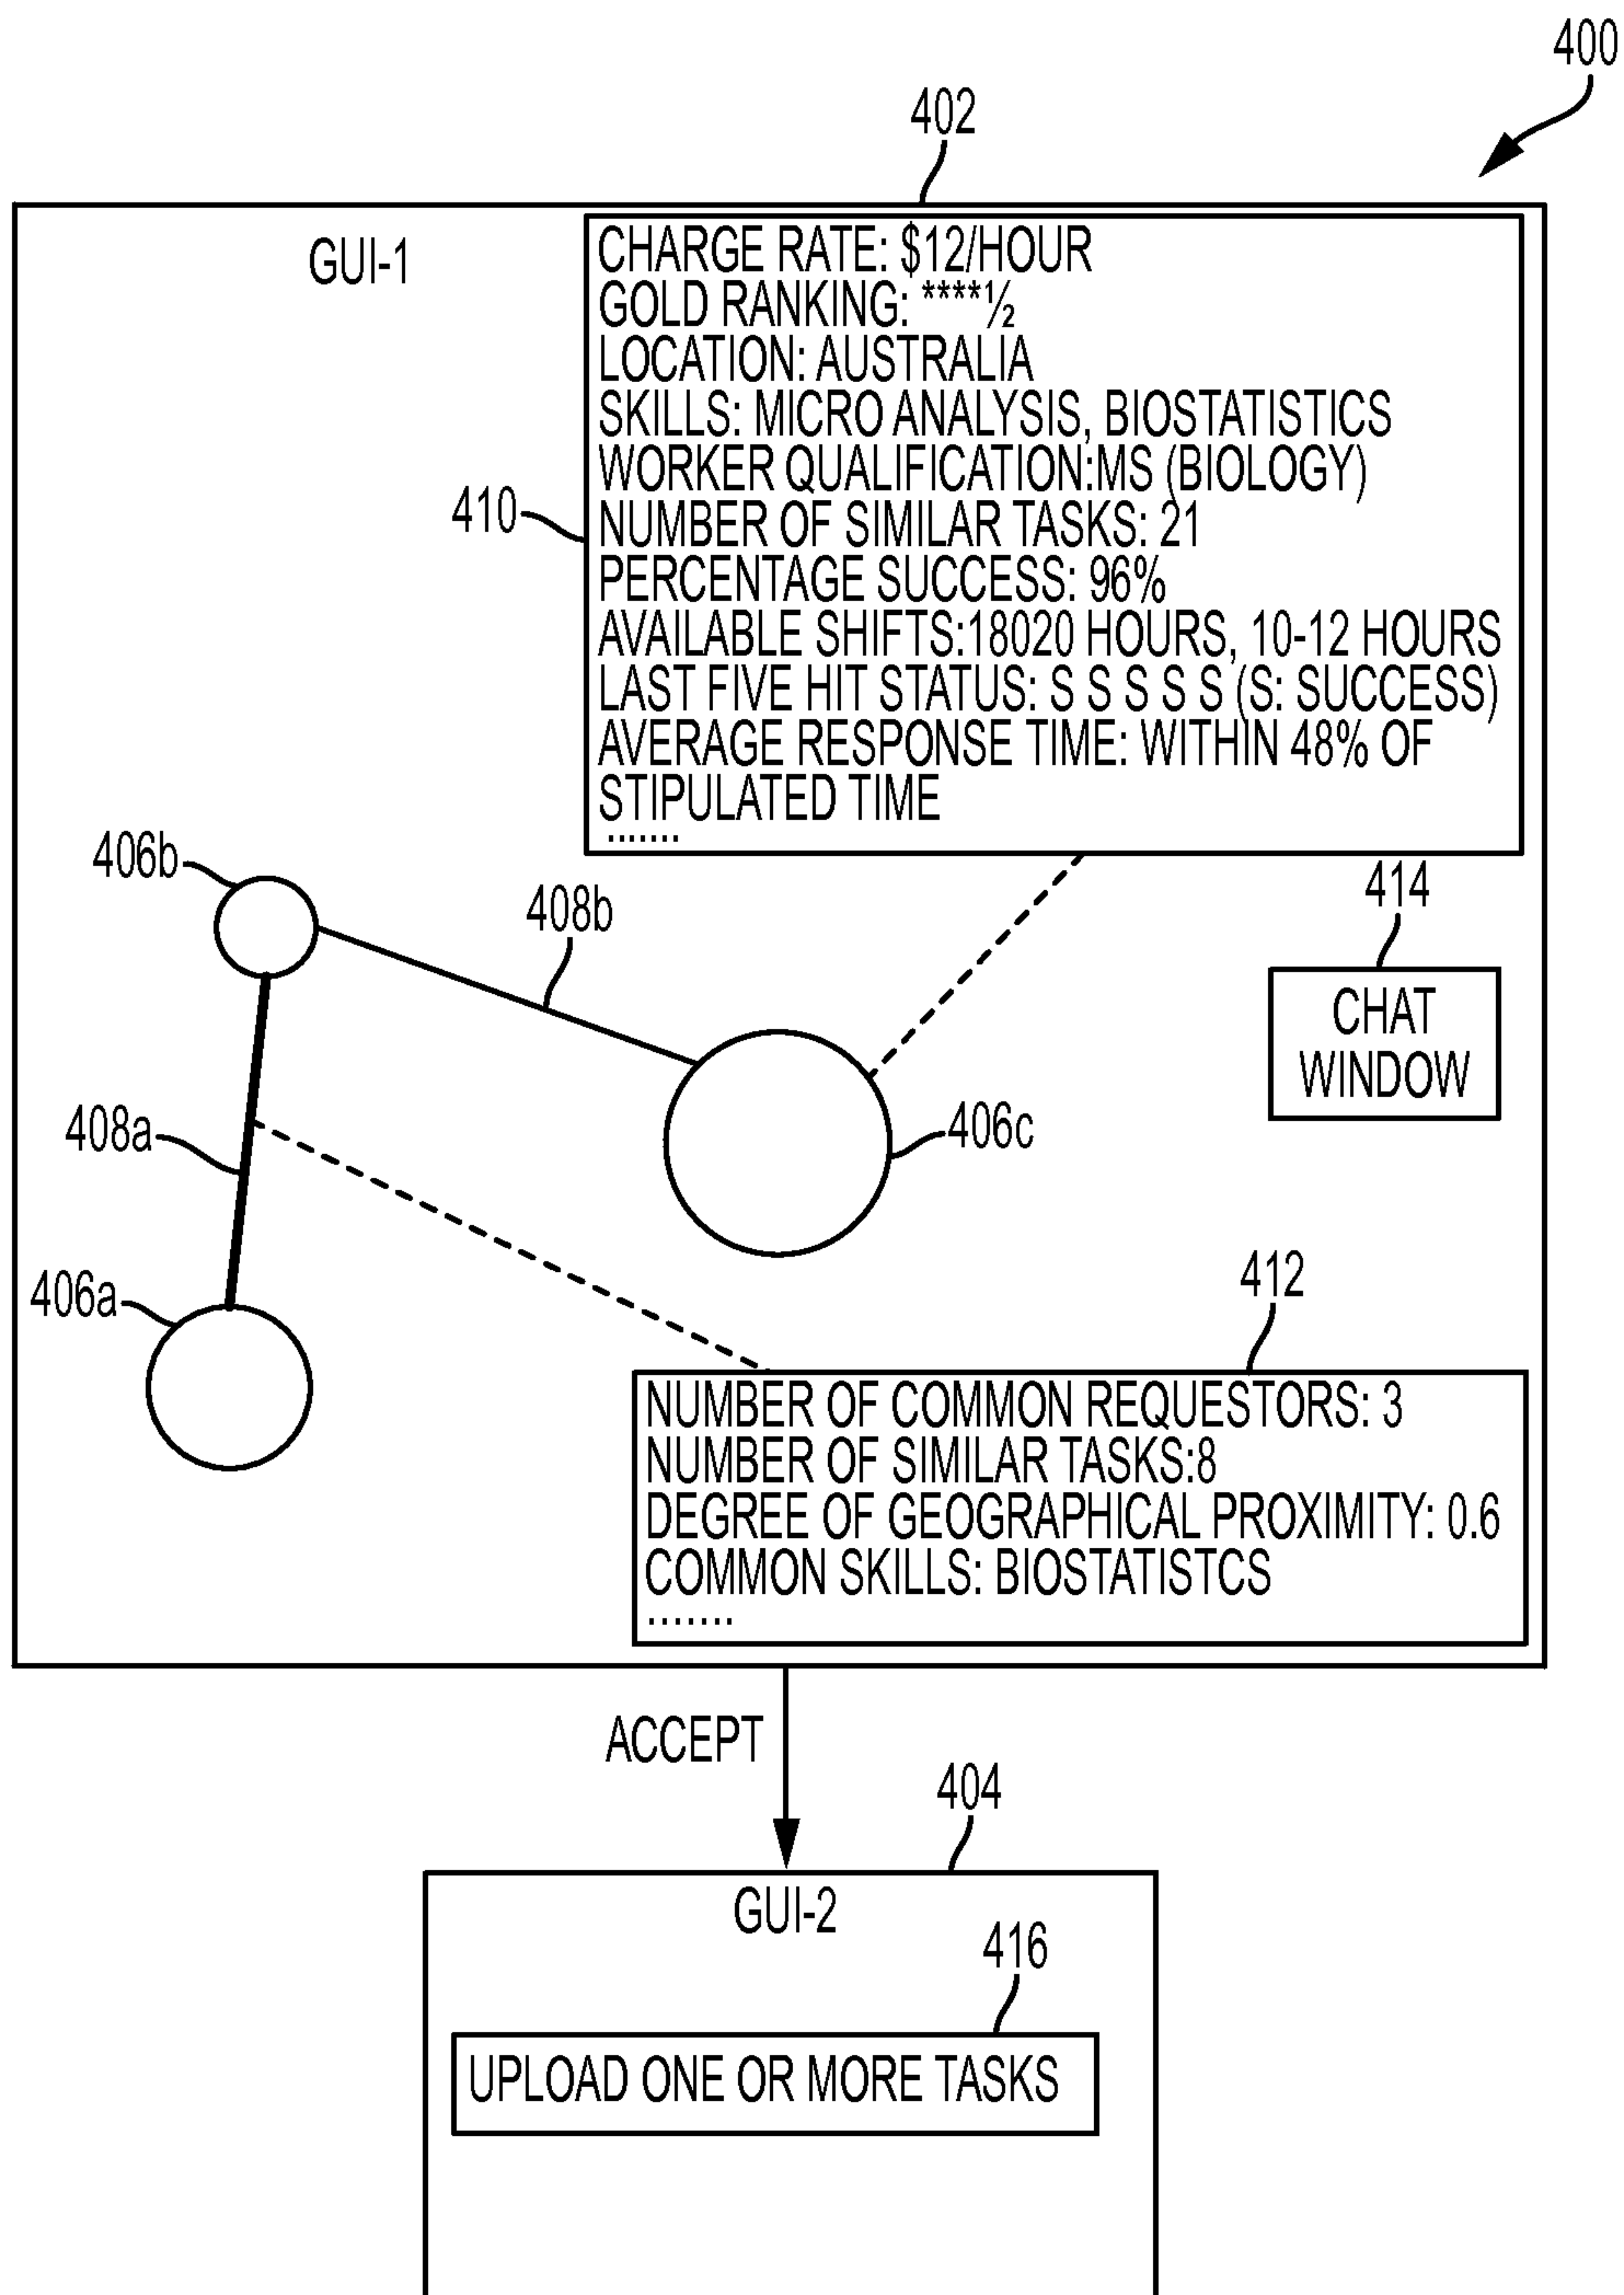 400
402
GUI-1
CHARGE RATE: $12/HOUR
GOLD RANKING: ****½
LOCATION: AUSTRALIA
SKILLS: MICRO ANALYSIS, BIOSTATISTICS
WORKER QUALIFICATION:MS (BIOLOGY)
410
NUMBER OF SIMILAR TASKS: 21
PERCENTAGE SUCCESS: 96%
AVAILABLE SHIFTS:18020 HOURS, 10-12 HOURS
LAST FIVE HIT STATUS: S S S S S (S: SUCCESS)
AVERAGE RESPONSE TIME: WITHIN 48% OF
STIPULATED TIME
.......
406b
408b
414
CHAT
WINDOW
408a
406c
406a
412
NUMBER OF COMMON REQUESTORS: 3
NUMBER OF SIMILAR TASKS:8
DEGREE OF GEOGRAPHICAL PROXIMITY: 0.6
COMMON SKILLS: BIOSTATISTCS
.......
ACCEPT
404
GUI-2
416
UPLOAD ONE OR MORE TASKS